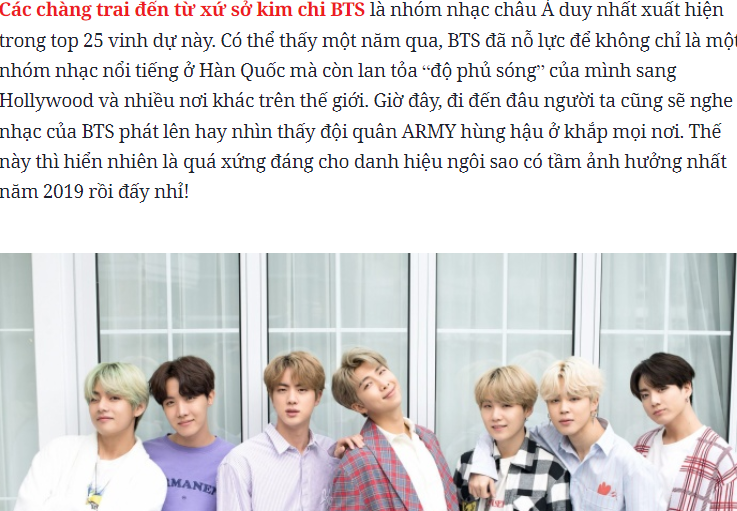 Các chàng trai đến từ xứ sở kim chi BTS là nhóm nhạc châu Á duy nhất xuất hiện
trong top 25 vinh dự này. Có thể thấy một năm qua, BTS đã nỗ lực để không chỉ là một
nhóm nhạc nổi tiếng ở Hàn Quốc mà còn lan tỏa “độ phủ sóng” của mình sang
Hollywood và nhiều nơi khác trên thế giới. Giờ đây, đi đến đâu người ta cũng sẽ nghe
nhạc của BTS phát lên hay nhìn thấy đội quân ARMY hùng hậu ở khắp mọi nơi. Thế
này thì hiển nhiên là quá xứng đáng cho danh hiệu ngôi sao có tầm ảnh hưởng nhất
năm 2019 rồi đấy nhỉ!
RMANEN